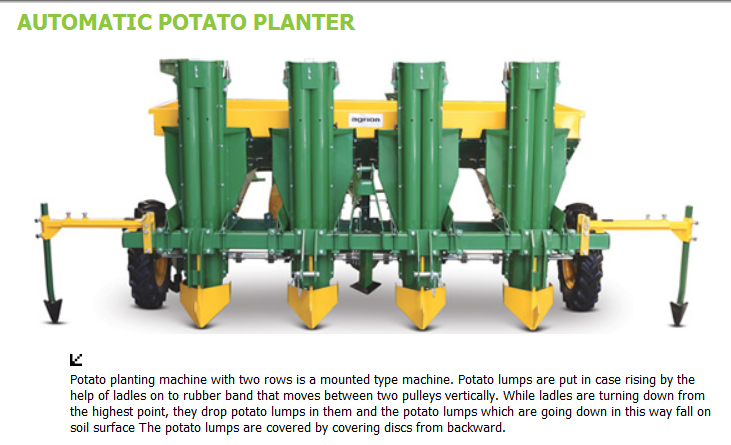 AUTOMATIC POTATO PLANTER
agrion
Potato planting machine with two rows is a mounted type machine. Potato lumps are put in case rising by the
help of ladles on to rubber band that moves between two pulleys vertically. While ladles are turning down from
the highest point, they drop potato lumps in them and the potato lumps which are going down in this way fall on
soil surface The potato lumps are covered by covering discs from backward.